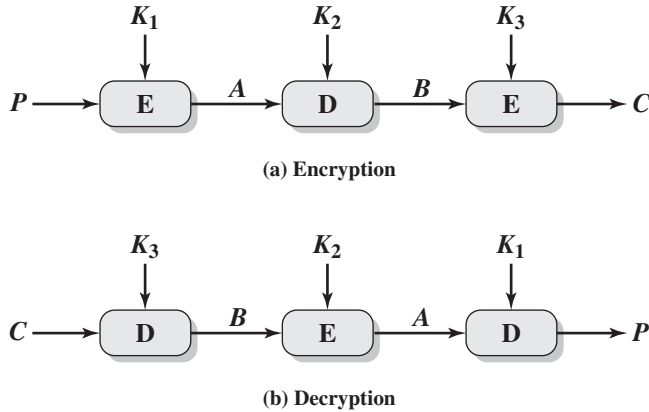 K1 K2 K3
P E A D B E C
(a) Encryption
K3 K2 K1
C D B E A D P
(b) Decryption